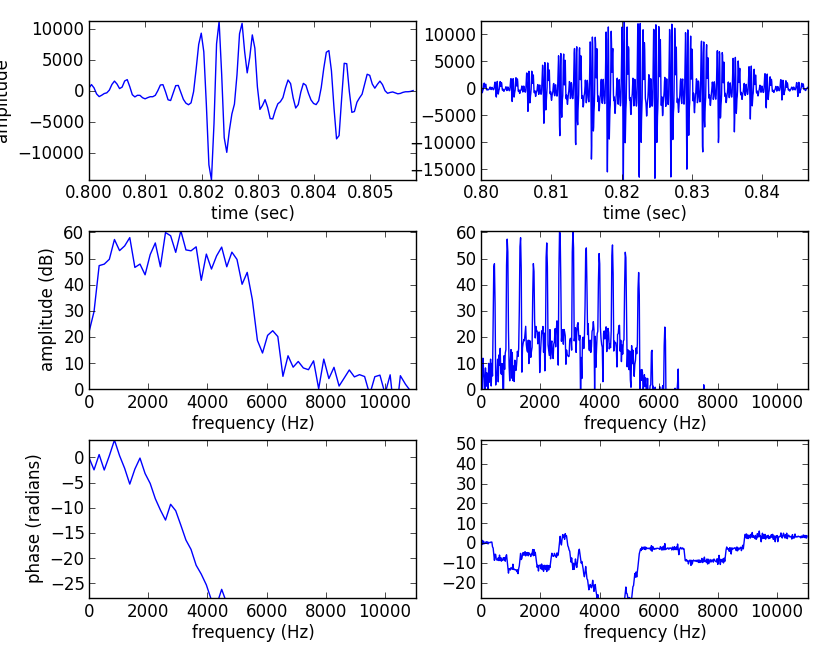 10000
5000
0
−5000
−10000
amplitude
0.800 0.801 0.802 0.803 0.804 0.805
time (sec)
10000
5000
0
−5000
−10000
−15000
0.80 0.81 0.82 0.83 0.84
time (sec)
60
50
40
30
20
10
0
amplitude (dB)
0 2000 4000 6000 8000 10000
frequency (Hz)
60
50
40
30
20
10
0
0 2000 4000 6000 8000 10000
frequency (Hz)
0
−5
−10
−15
−20
−25
phase (radians)
0 2000 4000 6000 8000 10000
frequency (Hz)
50
40
30
20
10
0
−10
−20
0 2000 4000 6000 8000 10000
frequency (Hz)